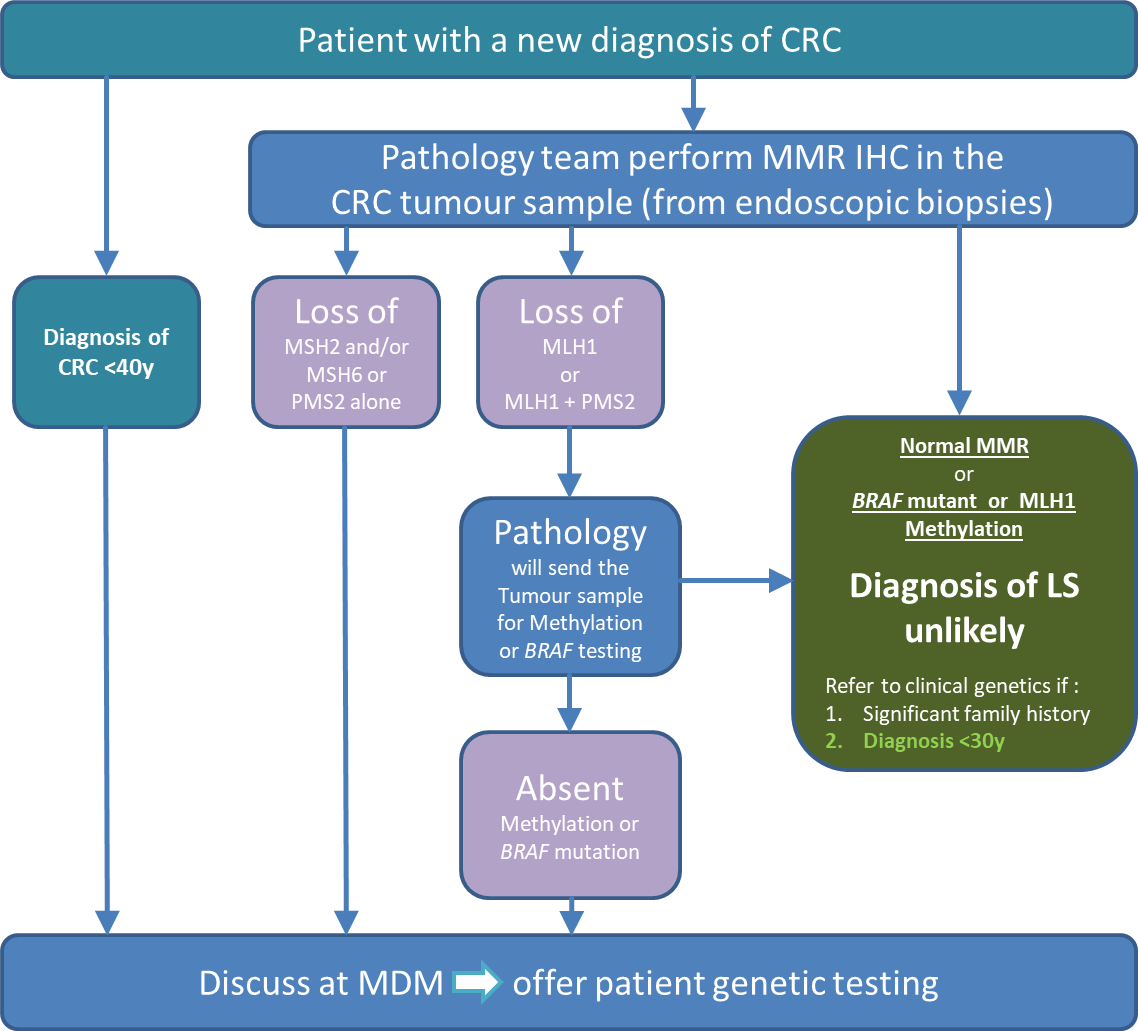 Patient with a new diagnosis of CRC
Pathology team perform MMR IHC in the
CRC tumour sample (from endoscopic biopsies)
Diagnosis of
CRC <40y
Loss of
MSH2 and/or
MSH6 or
PMS2 alone
Loss of
MLH1
or
MLH1 + PMS2
Normal MMR
or
BRAF mutant or MLH1
Methylation
Diagnosis of LS
unlikely
Refer to clinical genetics if :
1. Significant family history
2. Diagnosis <30y
Pathology
will send the
Tumour sample
for Methylation
or BRAF testing
Absent
Methylation or
BRAF mutation
Discuss at MDM offer patient genetic testing